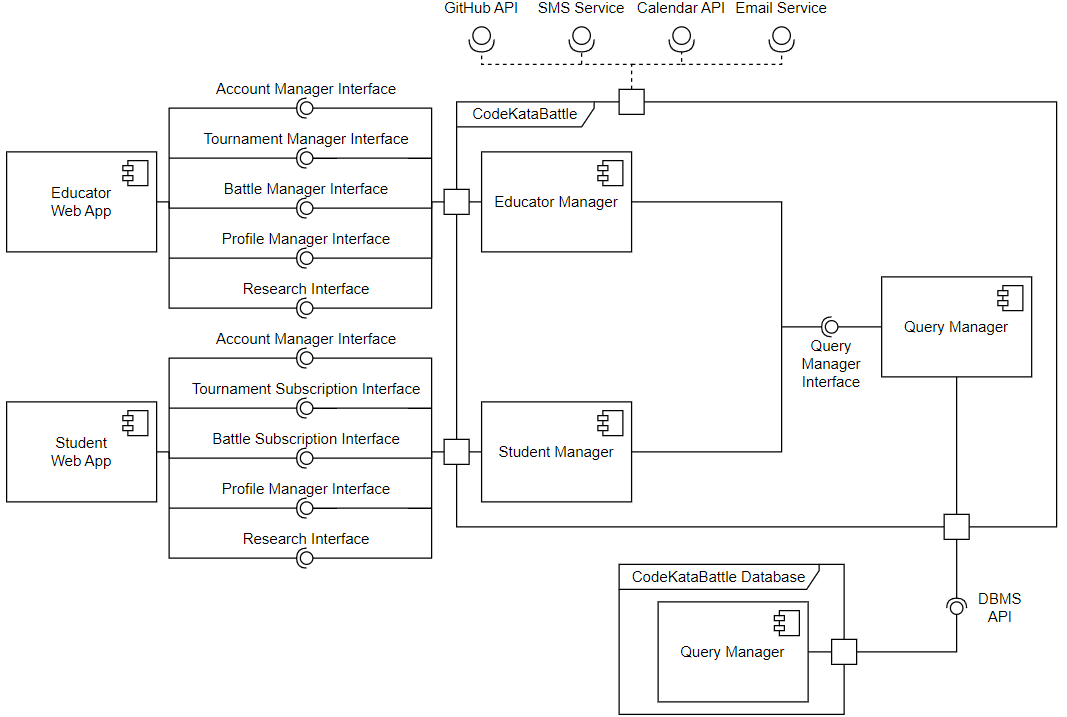 GitHub API
SMS Service
Calendar API
Email Service
Account Manager Interface
CodeKataBattle
Tournament Manager Interface
Educator
Web App
Battle Manager Interface
Educator Manager
Profile Manager Interface
Research Interface
Query Manager
Query
Manager
Interface
Account Manager Interface
Tournament Subscription Interface
Student
Web App
Battle Subscription Interface
Student Manager
Profile Manager Interface
Research Interface
CodeKataBattle Database
DBMS
API
Query Manager